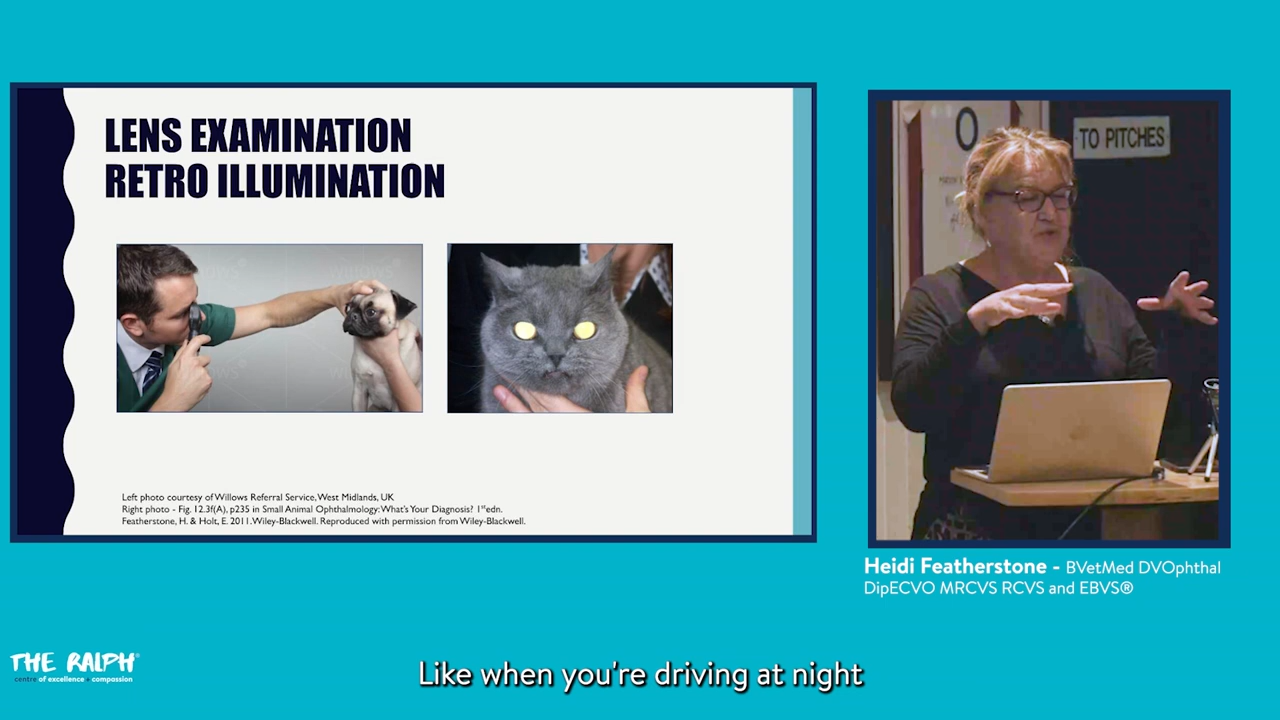 LENS EXAMINATION
RETRO ILLUMINATION
Left photo courtesy of Willows Referral Service, West Midlands, UK
Right photo - Fig. 12.3f(A), p235 in Small Animal Ophthalmology: What's Your Diagnosis? 1st edn.
Featherstone, H. & Holt, E. 2011. Wiley-Blackwell. Reproduced with permission from Wiley-Blackwell.
O
TO PITCHES
Heidi Featherstone - BVetMed DVOphthal
DipECVO MRCVS RCVS and EBVS®
THE RALPH®
centre of excellence + compassion
Like when you're driving at night